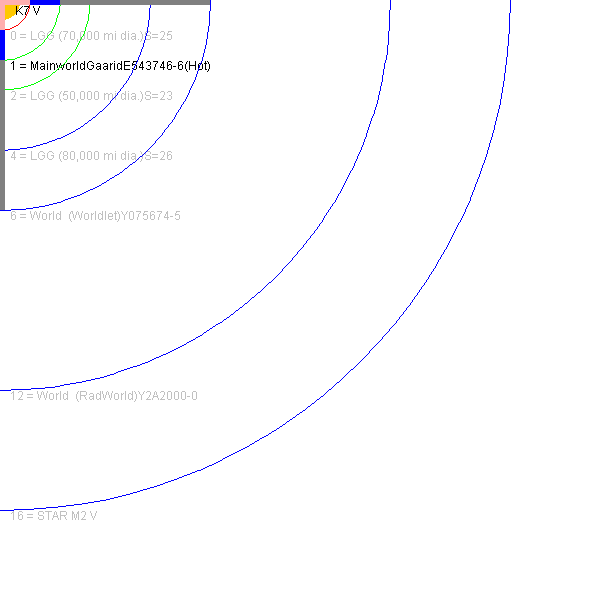 K7 V
0 = LGG (70,000 mi dia.)S=25
1 = MainworldGaaridE543746-6(Hot)
2 = LGG (50,000 mi dia.)S=23
4 = LGG (80,000 mi dia.)S=26
6 = World  (Worldlet)Y075674-5
12 = World  (RadWorld)Y2A2000-0
16 = STAR M2 V